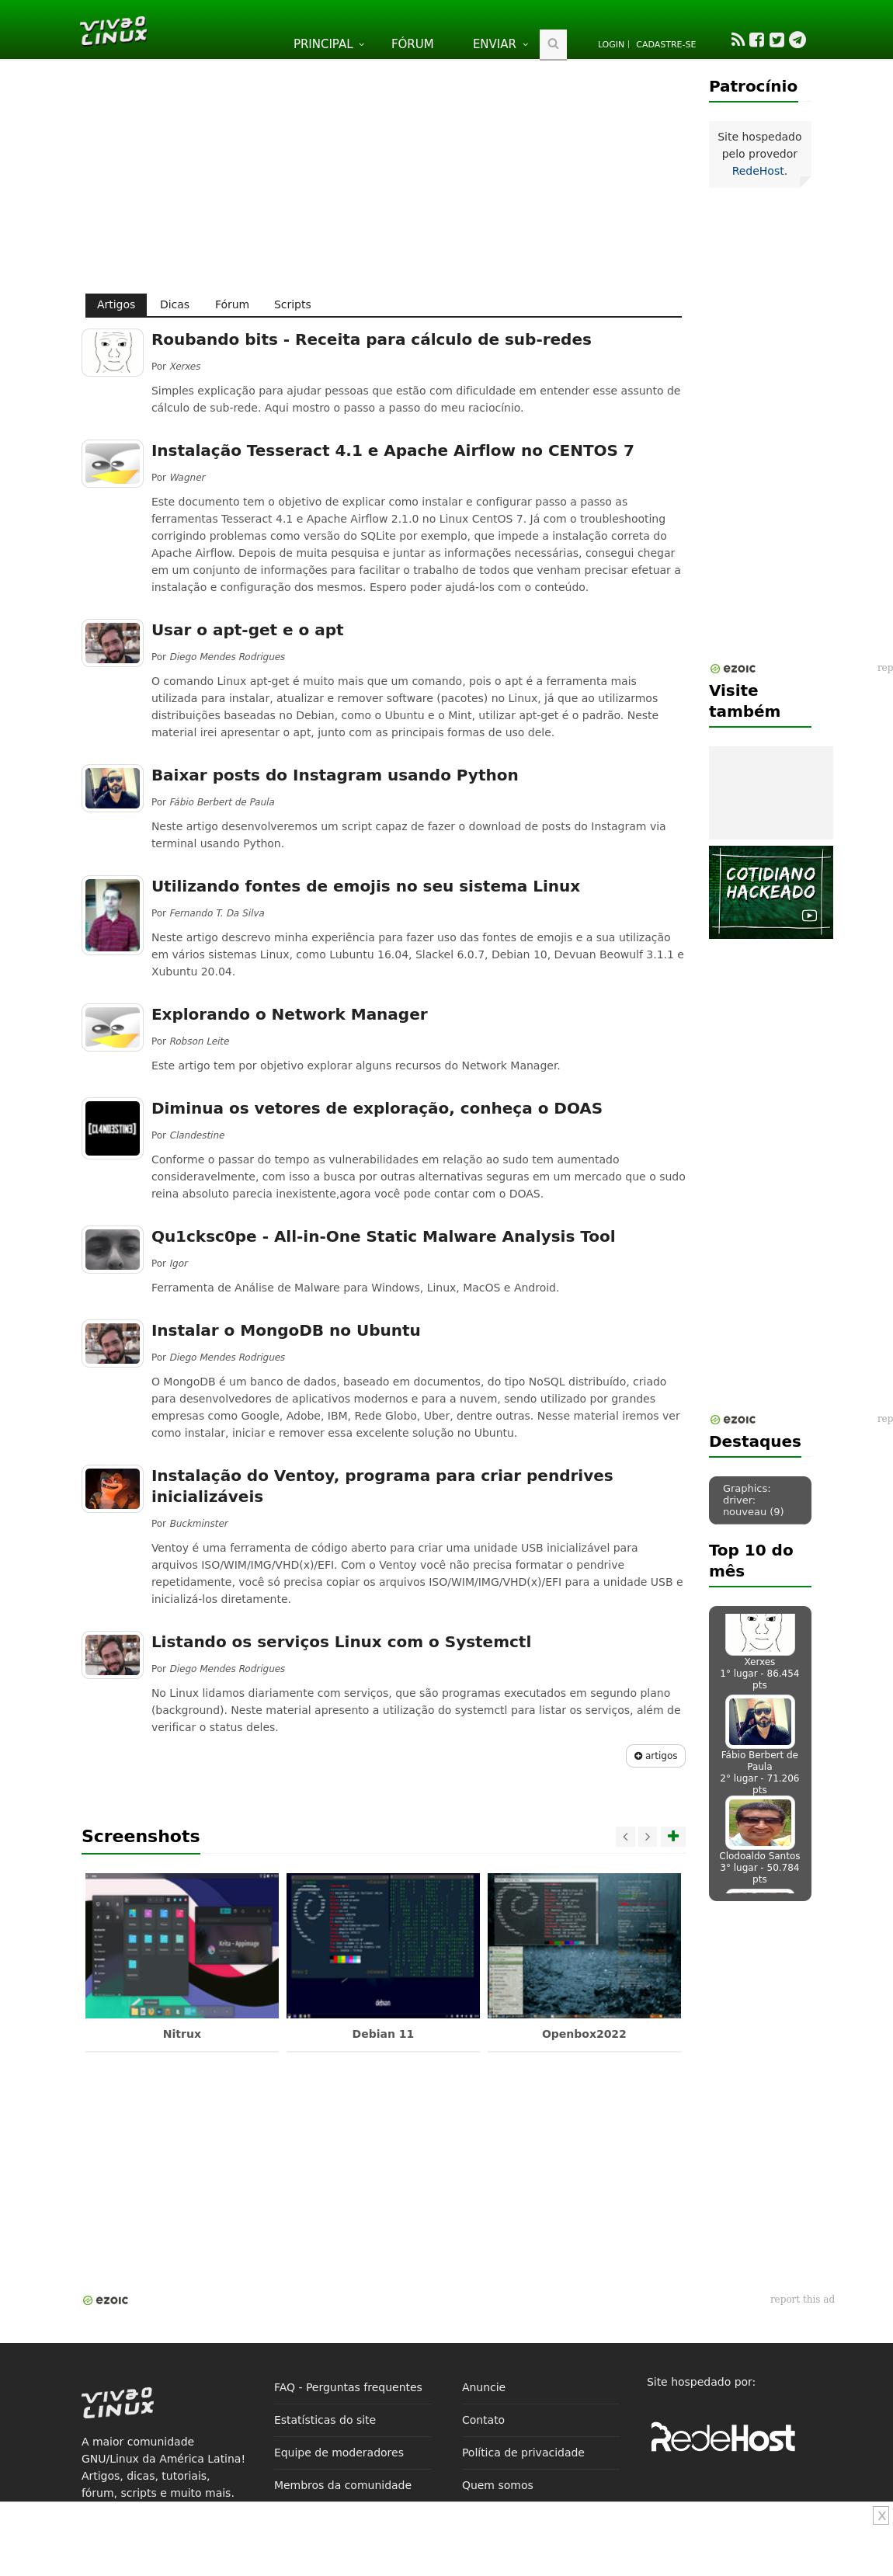 VIVA O
LINUX
PRINCIPAL
FÓRUM
ENVIAR
LOGIN | CADASTRE-SE
Patrocínio
Site hospedado
pelo provedor
RedeHost.
Artigos
Dicas
Fórum
Scripts
Roubando bits - Receita para cálculo de sub-redes
Por Xerxes
Simples explicação para ajudar pessoas que estão com dificuldade em entender esse assunto de
cálculo de sub-rede. Aqui mostro o passo a passo do meu raciocínio.
Instalação Tesseract 4.1 e Apache Airflow no CENTOS 7
Por Wagner
Este documento tem o objetivo de explicar como instalar e configurar passo a passo as
ferramentas Tesseract 4.1 e Apache Airflow 2.1.0 no Linux CentOS 7. Já com o troubleshooting
corrigindo problemas como versão do SQLite por exemplo, que impede a instalação correta do
Apache Airflow. Depois de muita pesquisa e juntar as informações necessárias, consegui chegar
em um conjunto de informações para facilitar o trabalho de todos que venham precisar efetuar a
instalação e configuração dos mesmos. Espero poder ajudá-los com o conteúdo.
Usar o apt-get e o apt
Por Diego Mendes Rodrigues
O comando Linux apt-get é muito mais que um comando, pois o apt é a ferramenta mais
utilizada para instalar, atualizar e remover software (pacotes) no Linux, já que ao utilizarmos
distribuições baseadas no Debian, como o Ubuntu e o Mint, utilizar apt-get é o padrão. Neste
material irei apresentar o apt, junto com as principais formas de uso dele.
Baixar posts do Instagram usando Python
Por Fábio Berbert de Paula
Neste artigo desenvolveremos um script capaz de fazer o download de posts do Instagram via
terminal usando Python.
Utilizando fontes de emojis no seu sistema Linux
Por Fernando T. Da Silva
Neste artigo descrevo minha experiência para fazer uso das fontes de emojis e a sua utilização
em vários sistemas Linux, como Lubuntu 16.04, Slackel 6.0.7, Debian 10, Devuan Beowulf 3.1.1 e
Xubuntu 20.04.
Explorando o Network Manager
Por Robson Leite
Este artigo tem por objetivo explorar alguns recursos do Network Manager.
Diminua os vetores de exploração, conheça o DOAS
[CL4ND3ST1N3]
Por Clandestine
Conforme o passar do tempo as vulnerabilidades em relação ao sudo tem aumentado
consideravelmente, com isso a busca por outras alternativas seguras em um mercado que o sudo
reina absoluto parecia inexistente,agora você pode contar com o DOAS.
Qu1cksc0pe - All-in-One Static Malware Analysis Tool
Por Igor
Ferramenta de Análise de Malware para Windows, Linux, MacOS e Android.
Instalar o MongoDB no Ubuntu
Por Diego Mendes Rodrigues
O MongoDB é um banco de dados, baseado em documentos, do tipo NoSQL distribuído, criado
para desenvolvedores de aplicativos modernos e para a nuvem, sendo utilizado por grandes
empresas como Google, Adobe, IBM, Rede Globo, Uber, dentre outras. Nesse material iremos ver
como instalar, iniciar e remover essa excelente solução no Ubuntu.
Instalação do Ventoy, programa para criar pendrives
inicializáveis
Por Buckminster
Ventoy é uma ferramenta de código aberto para criar uma unidade USB inicializável para
arquivos ISO/WIM/IMG/VHD(x)/EFI. Com o Ventoy você não precisa formatar o pendrive
repetidamente, você só precisa copiar os arquivos ISO/WIM/IMG/VHD(x)/EFI para a unidade USB e
inicializá-los diretamente.
Listando os serviços Linux com o Systemctl
Por Diego Mendes Rodrigues
No Linux lidamos diariamente com serviços, que são programas executados em segundo plano
(background). Neste material apresento a utilização do systemctl para listar os serviços, além de
verificar o status deles.
artigos
ezoic
rep
Visite
também
COTIDIANO
HACKEADO
ezoic
rep
Destaques
Graphics:
driver:
nouveau (9)
Top 10 do
mês
Xerxes
1° lugar - 86.454
pts
Fábio Berbert de
Paula
2° lugar - 71.206
pts
Clodoaldo Santos
3° lugar - 50.784
pts
Screenshots
Krita - Appimage
debian
Nitrux
Debian 11
Openbox2022
ezoic
report this ad
VIVA O
LINUX
A maior comunidade
GNU/Linux da América Latina!
Artigos, dicas, tutoriais,
fórum, scripts e muito mais.
FAQ - Perguntas frequentes
Estatísticas do site
Equipe de moderadores
Membros da comunidade
Anuncie
Contato
Política de privacidade
Quem somos
Site hospedado por:
RedeHost
X